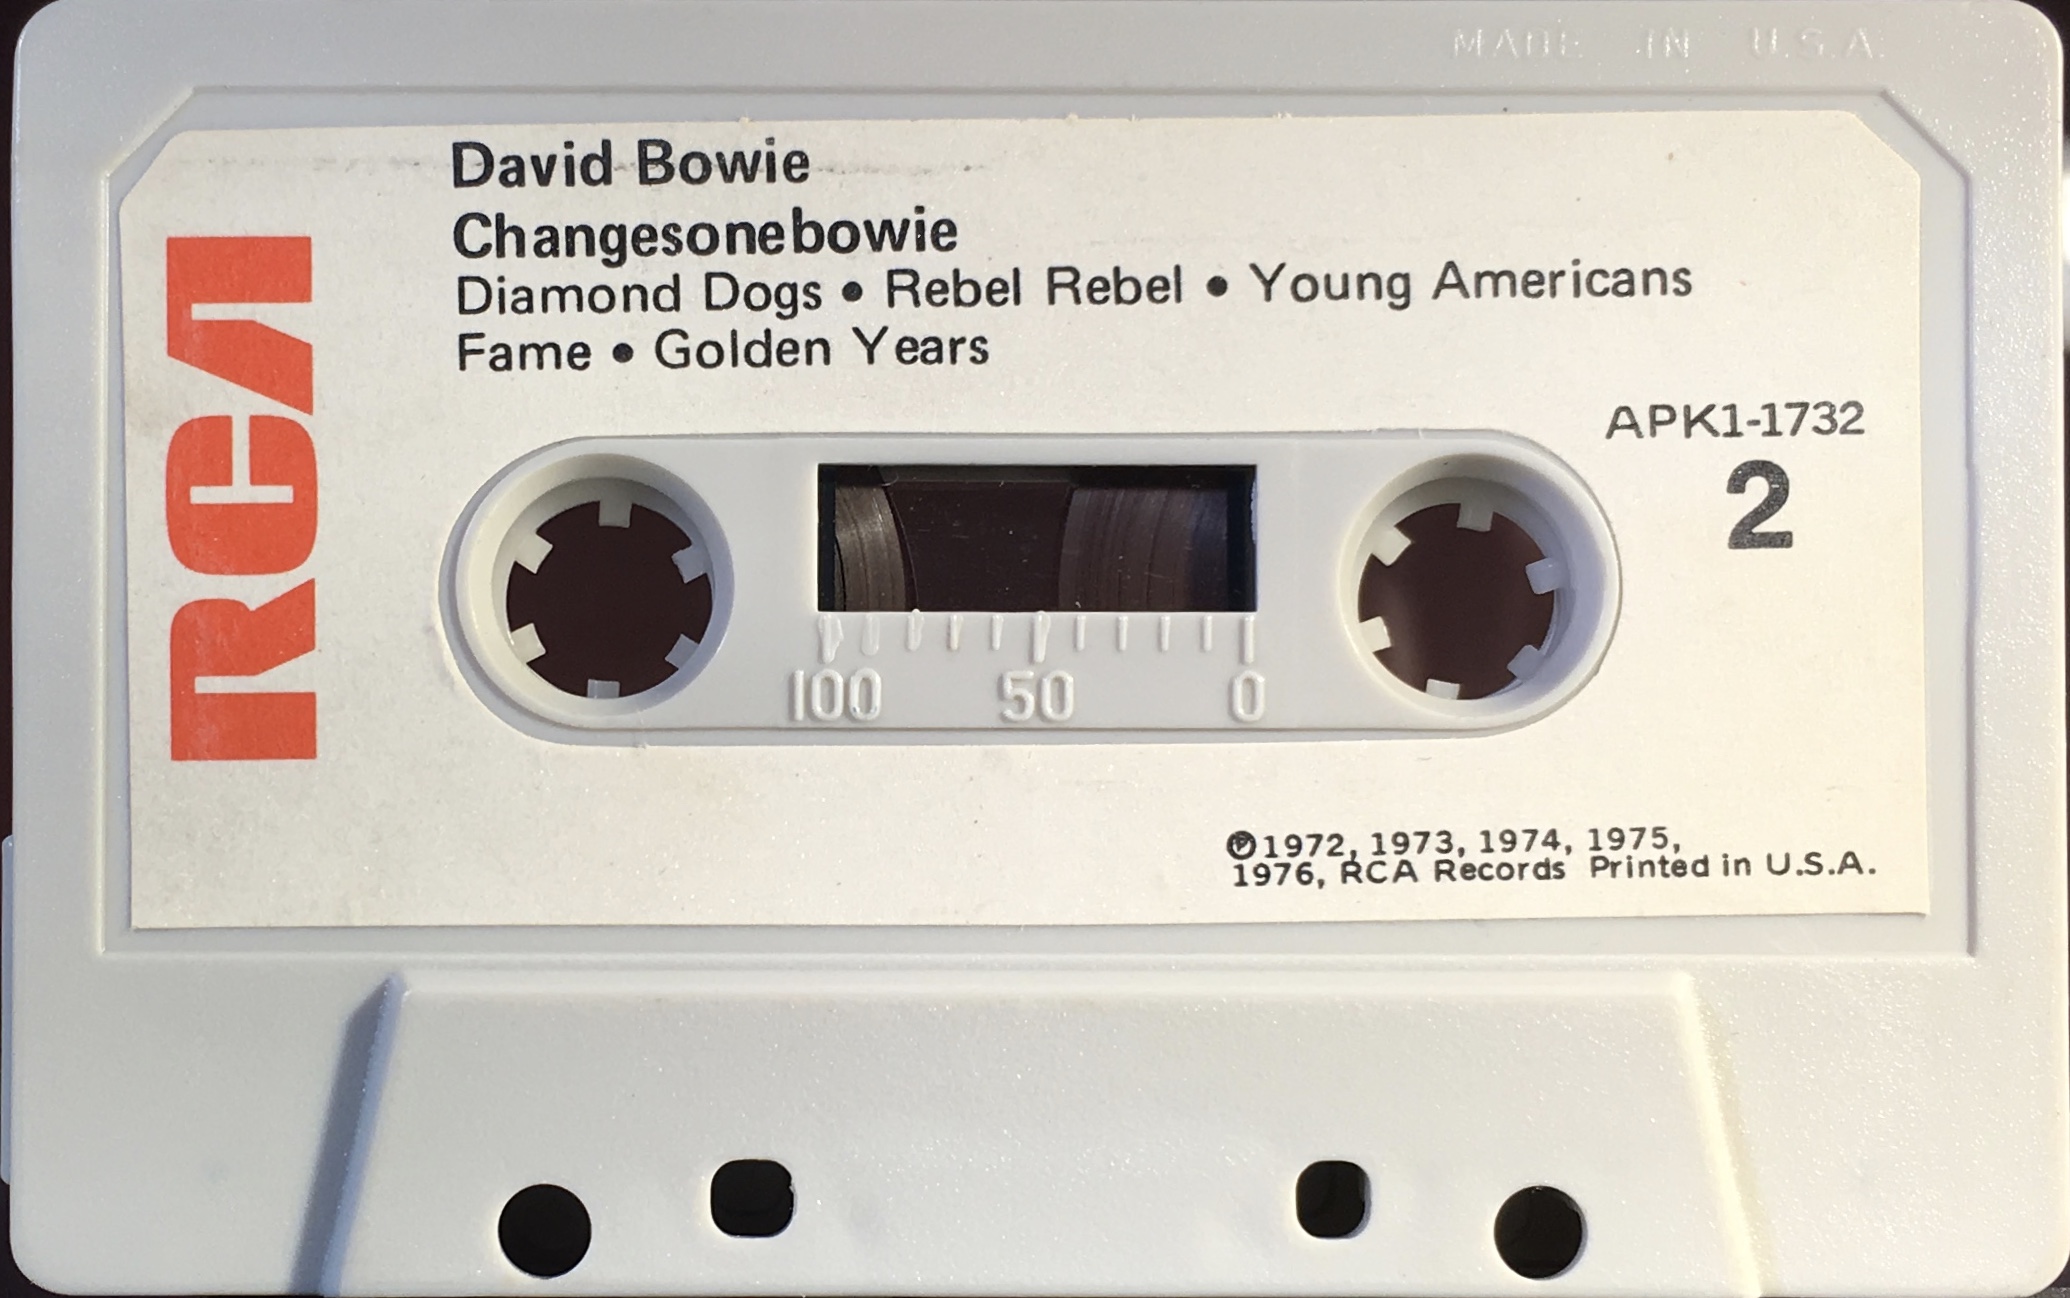 MADE IN U.S.A.
David Bowie
Changesonebowie
Diamond Dogs • Rebel Rebel • Young Americans
Fame • Golden Years
RCA
APK1-1732
2
100 50 0
℗1972, 1973, 1974, 1975,
1976, RCA Records Printed in U.S.A.